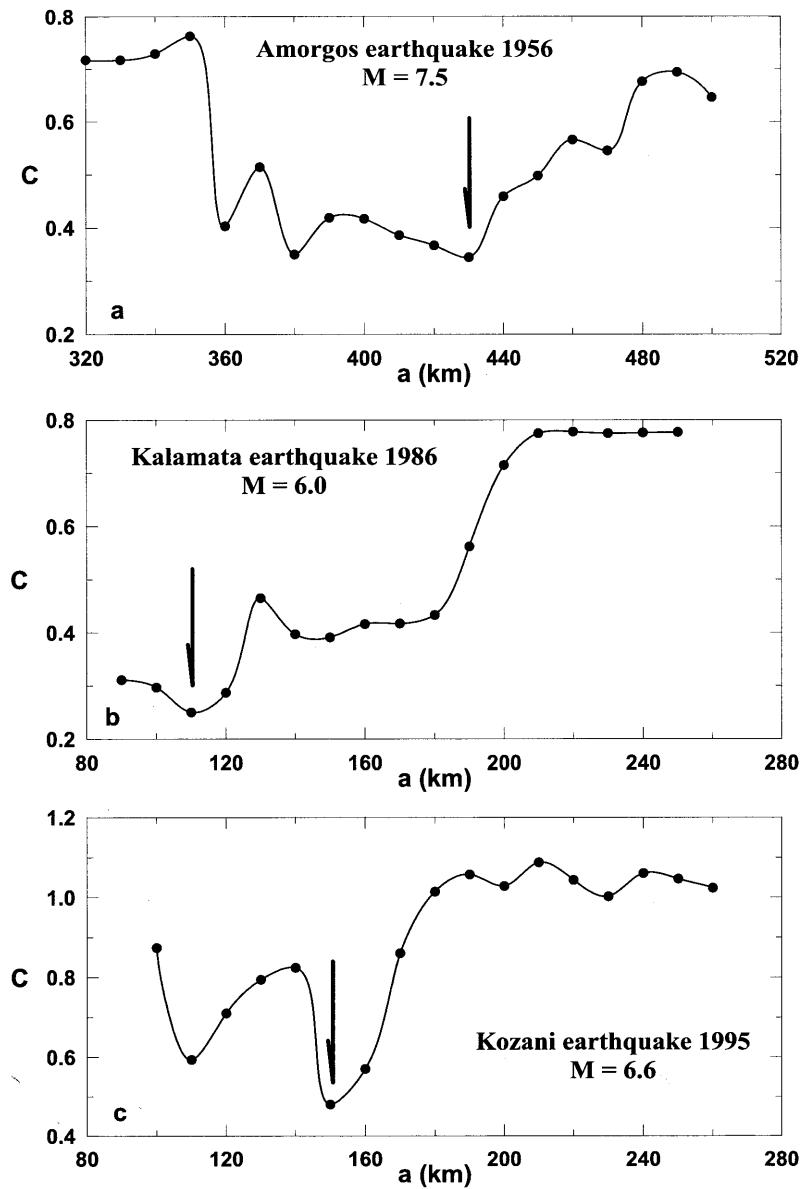 0.8
Amorgos earthquake 1956
M = 7.5
0.6
C
0.4
a
0.2
320 360 400 440 480 520
a (km)
0.8
Kalamata earthquake 1986
M = 6.0
0.6
C
0.4
b
0.2
80 120 160 200 240 280
a (km)
1.2
1.0
C 0.8
Kozani earthquake 1995
0.6 M = 6.6
c
0.4
80 120 160 200 240 280
a (km)